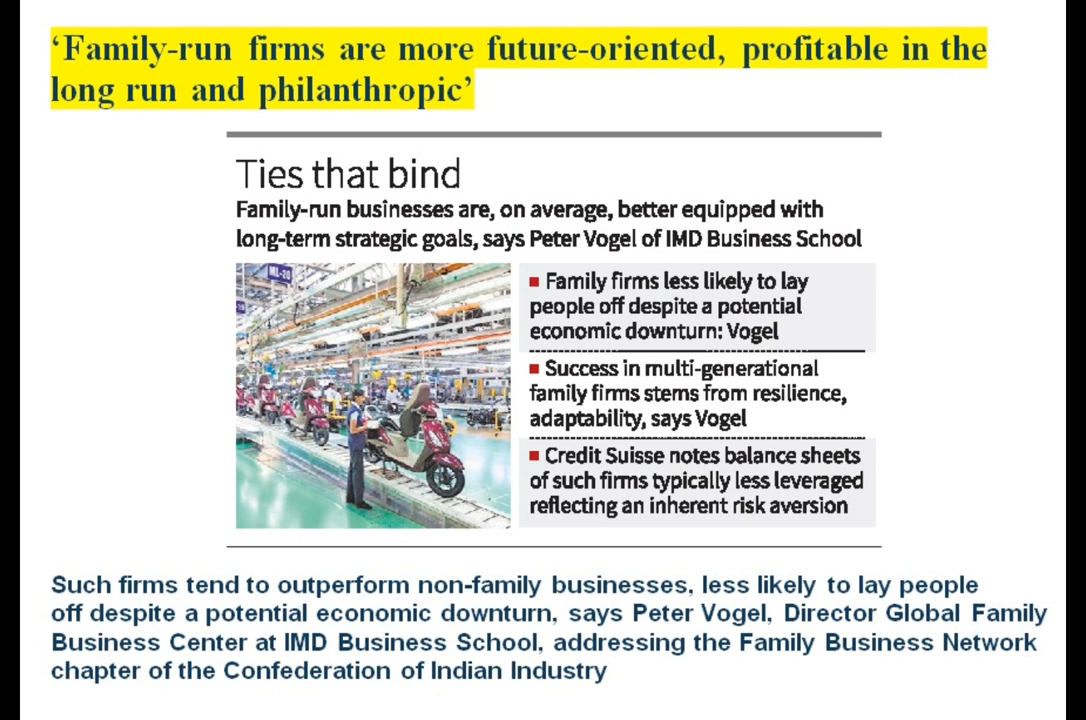 ‘Family-run firms are more future-oriented, profitable in the
long run and philanthropic’
Ties that bind
Family-run businesses are, on average, better equipped with
long-term strategic goals, says Peter Vogel of IMD Business School
ML-20
▪ Family firms less likely to lay
people off despite a potential
economic downturn: Vogel
▪ Success in multi-generational
family firms stems from resilience,
adaptability, says Vogel
▪ Credit Suisse notes balance sheets
of such firms typically less leveraged
reflecting an inherent risk aversion
Such firms tend to outperform non-family businesses, less likely to lay people
off despite a potential economic downturn, says Peter Vogel, Director Global Family
Business Center at IMD Business School, addressing the Family Business Network
chapter of the Confederation of Indian Industry